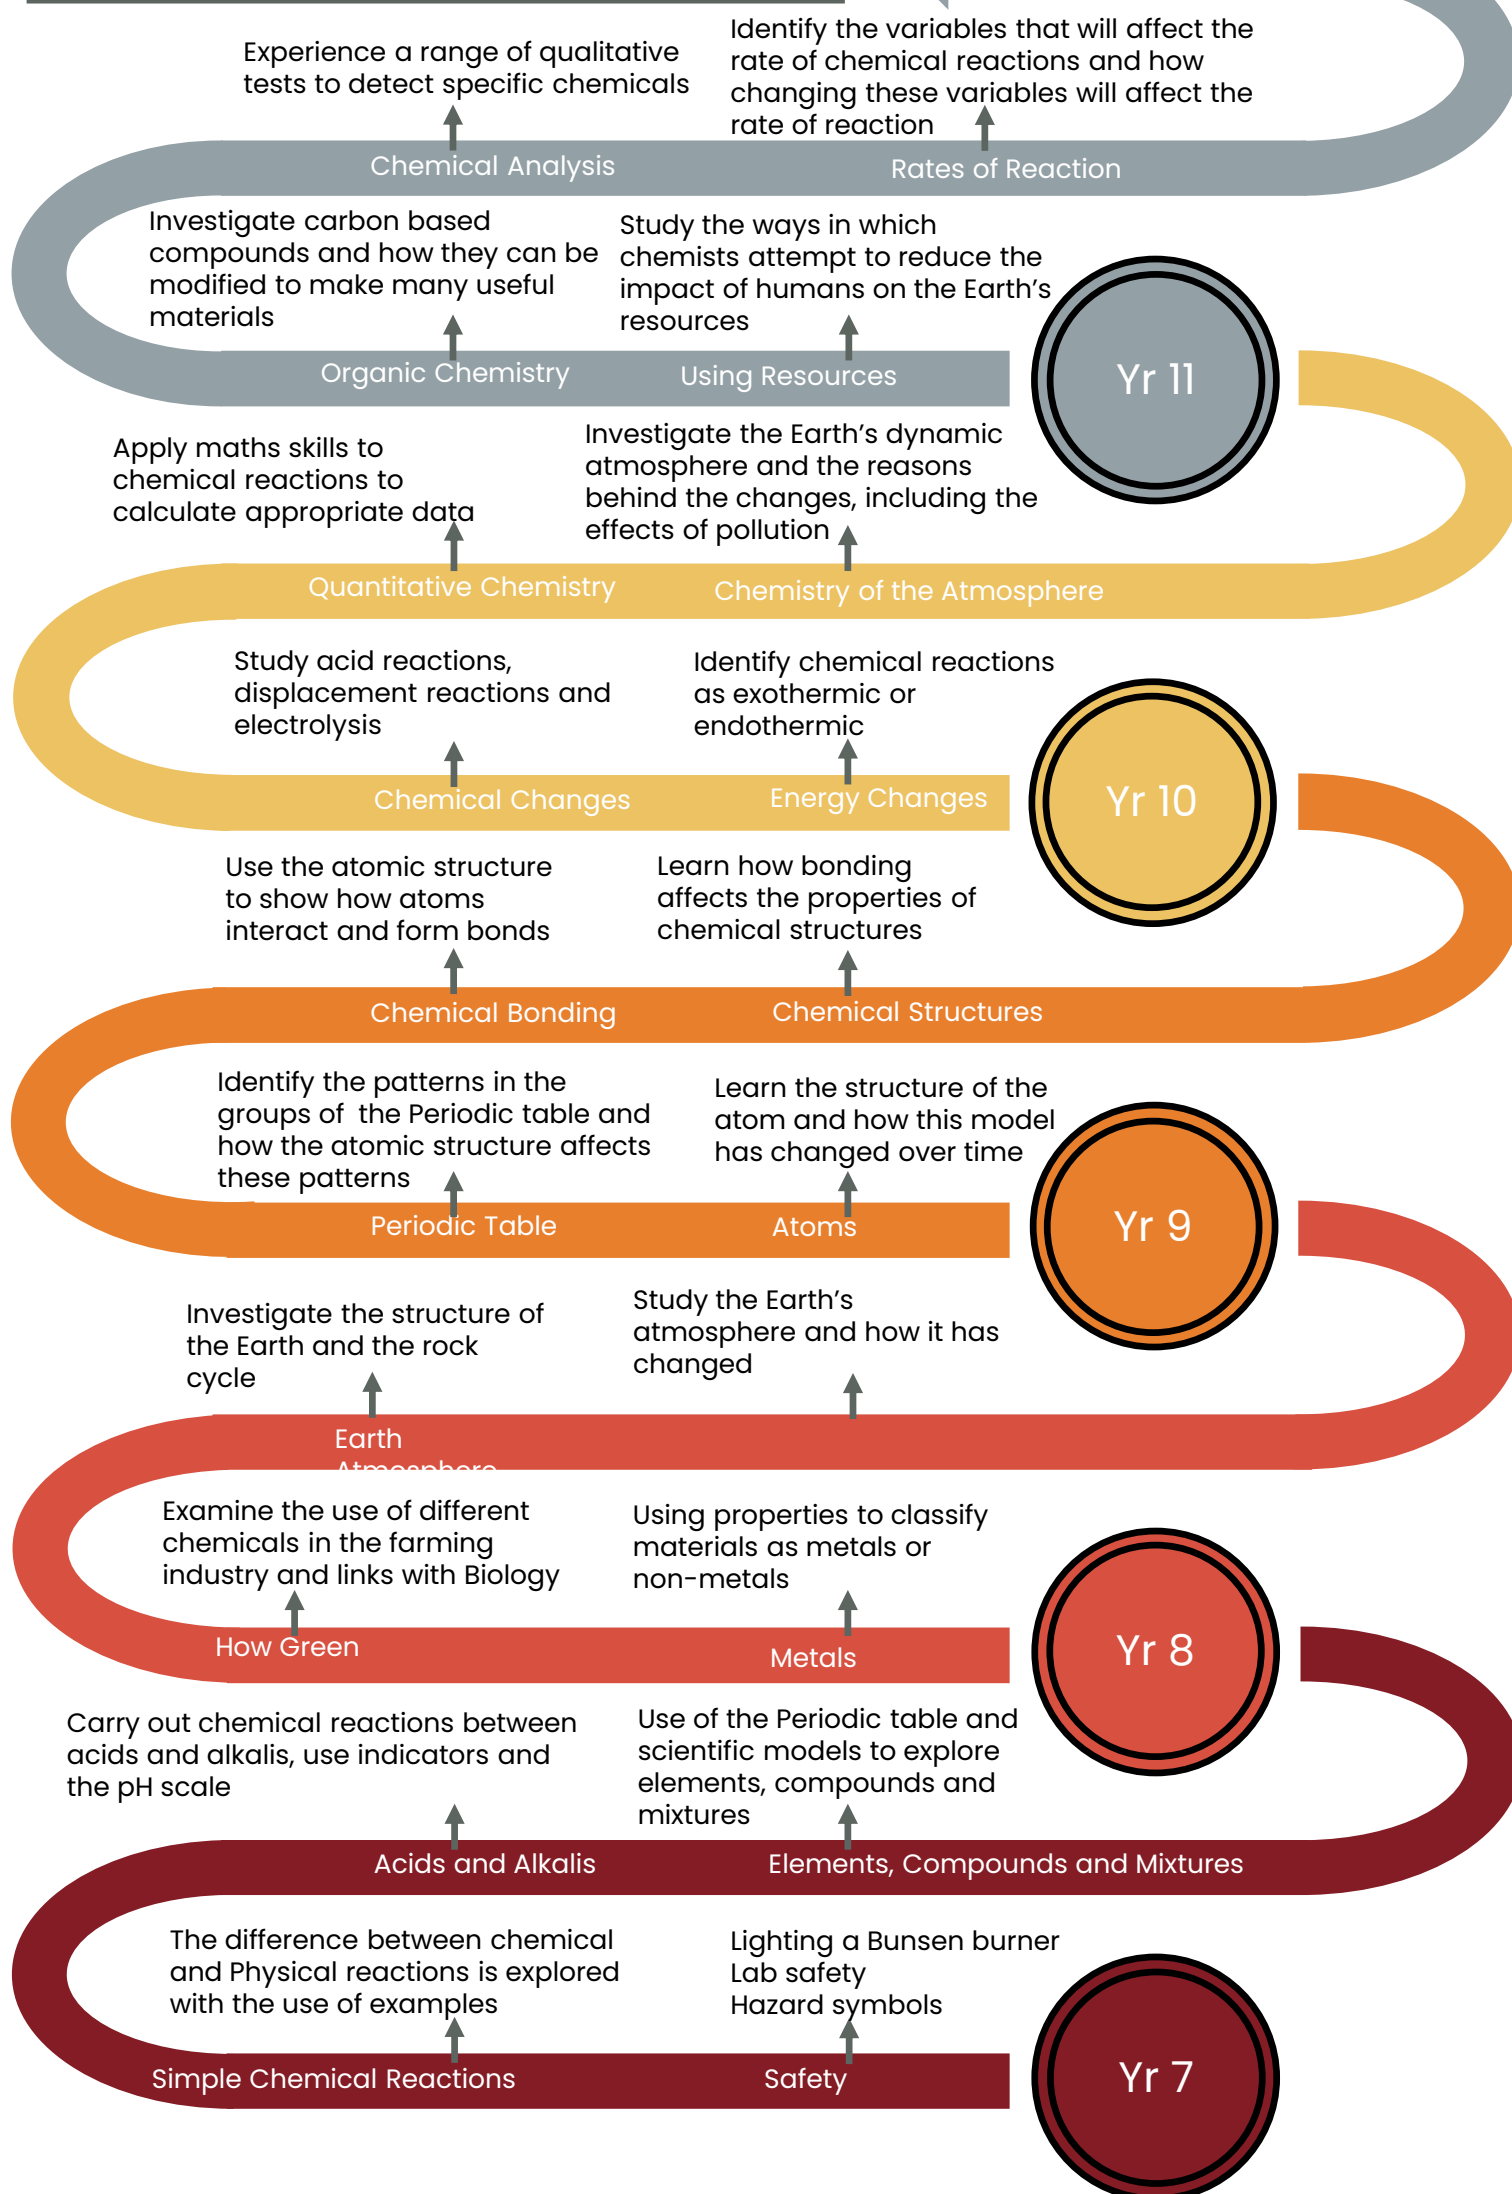 Experience a range of qualitative
tests to detect specific chemicals
Identify the variables that will affect the
rate of chemical reactions and how
changing these variables will affect the
rate of reaction
Chemical Analysis
Rates of Reaction
Investigate carbon based
compounds and how they can be
modified to make many useful
materials
Study the ways in which
chemists attempt to reduce the
impact of humans on the Earth's
resources
Organic Chemistry
Using Resources
Yr 11
Apply maths skills to
chemical reactions to
calculate appropriate data
Investigate the Earth's dynamic
atmosphere and the reasons
behind the changes, including the
effects of pollution
Quantitative Chemistry
Chemistry of the Atmosphere
Study acid reactions,
displacement reactions and
electrolysis
Identify chemical reactions
as exothermic or
endothermic
Chemical Changes
Energy Changes
Yr 10
Use the atomic structure
to show how atoms
interact and form bonds
Learn how bonding
affects the properties of
chemical structures
Chemical Bonding
Chemical Structures
Identify the patterns in the
groups of  the Periodic table and
how the atomic structure affects
these patterns
Learn the structure of the
atom and how this model
has changed over time
Periodic Table
Atoms
Yr 9
Investigate the structure of
the Earth and the rock
cycle
Study the Earth's
atmosphere and how it has
changed
Earth
Atmosphere
Examine the use of different
chemicals in the farming
industry and links with Biology
Using properties to classify
materials as metals or
non-metals
How Green
Metals
Yr 8
Carry out chemical reactions between
acids and alkalis, use indicators and
the pH scale
Use of the Periodic table and
scientific models to explore
elements, compounds and
mixtures
Acids and Alkalis
Elements, Compounds and Mixtures
The difference between chemical
and Physical reactions is explored
with the use of examples
Lighting a Bunsen burner
Lab safety
Hazard symbols
Simple Chemical Reactions
Safety
Yr 7